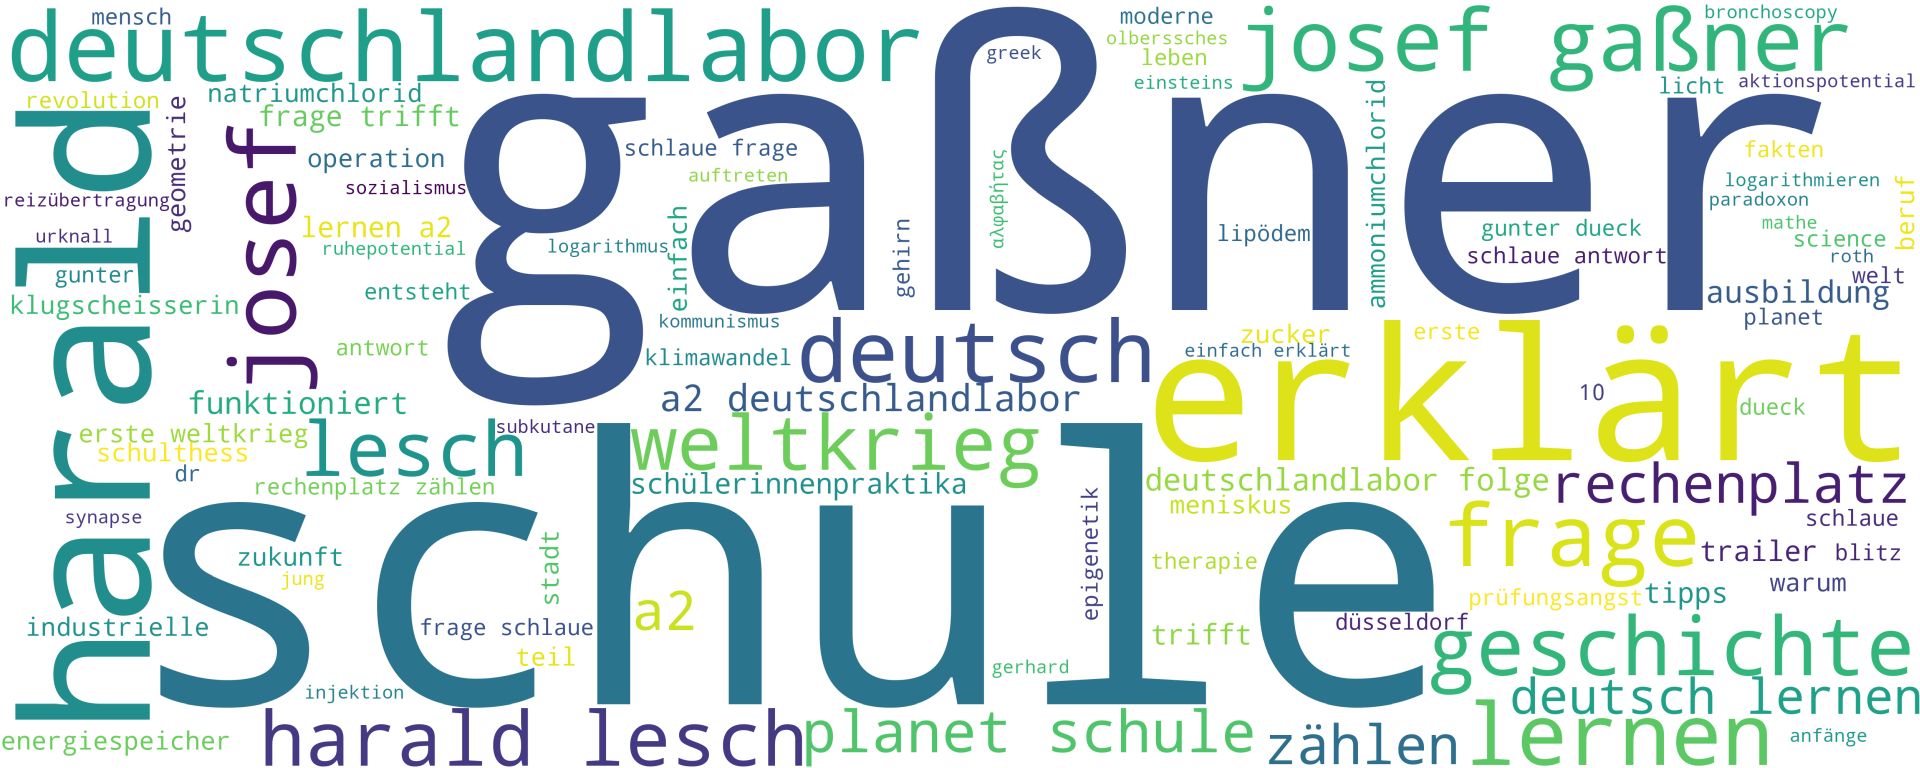 mensch
deutschlandlabor
greek
moderne
olberssches
leben
einsteins
josef gaßner
bronchoscopy
licht
aktionspotential
revolution
natriumchlorid
frage trifft
geometrie
josef
operation
sozialismus
gaßner
schlaue frage
auftreten
αλφαβήτας
ammoniumchlorid
fakten
logarithmieren
paradoxon
beruf
reizübertragung
harald
lernen a2
urknall
ruhepotential
logarithmus
einfach
gehirn
lipödem
gunter dueck
schlaue antwort
mathe
science
roth
welt
gunter
klugscheisserin
entsteht
ausbildung
planet
kommunismus
antwort
klimawandel
deutsch
zucker
einfach erklärt
erste
erklärt
10
dueck
funktioniert
a2 deutschlandlabor
erste weltkrieg
schulthess
dr
lesch
subkutane
weltkrieg
rechenplatz zählen
schülerinnenpraktika
deutschlandlabor folge
rechenplatz
meniskus
schlaue
synapse
schule
epigenetik
frage
zukunft
jung
stadt
therapie
trailer
blitz
warum
prüfungsangst
tipps
industrielle
frage schlaue
a2
teil
trifft
düsseldorf
geschichte
gerhard
injektion
deutsch lernen
energiespeicher
harald lesch
planet schule
zählen
lernen
anfänge